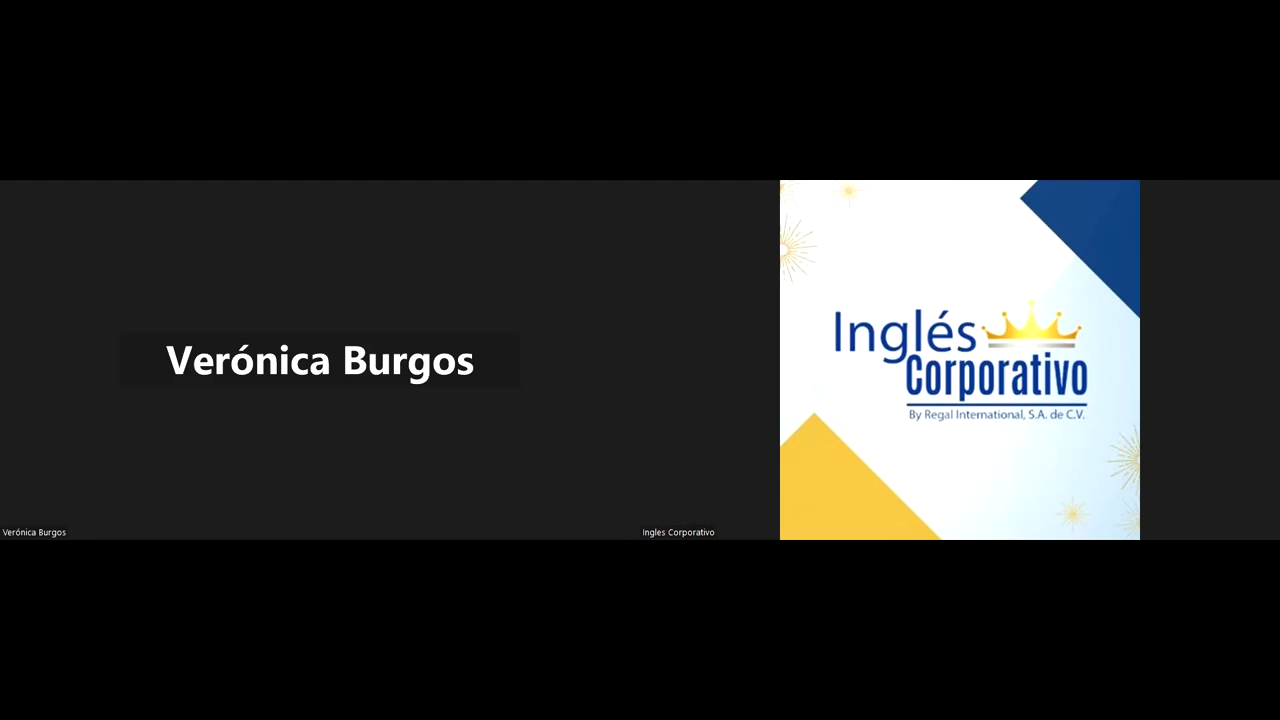 Verónica Burgos
Inglés
Corporativo
By Regal International, S.A. de C.V.
Verónica Burgos
Ingles Corporativo